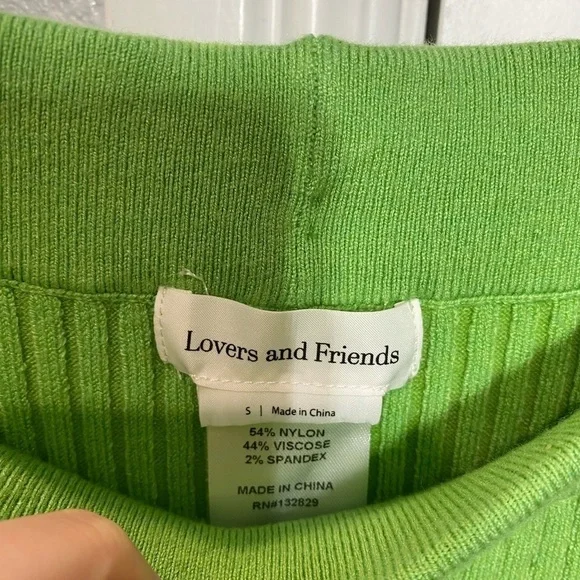 Lovers and Friends
S | Made in China
54% NYLON
44% VISCOSE
2% SPANDEX
MADE IN CHINA
RN#132829